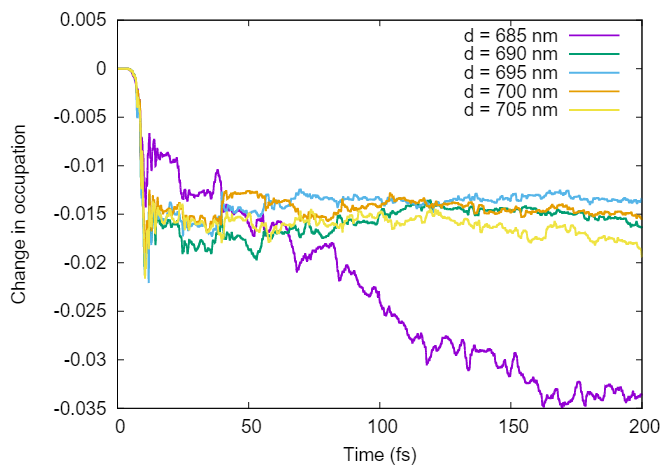 0.005
0
-0.005
-0.01
-0.015
-0.02
-0.025
-0.03
-0.035
Change in occupation
d = 685 nm
d = 690 nm
d = 695 nm
d = 700 nm
d = 705 nm
0 50 100 150 200
Time (fs)